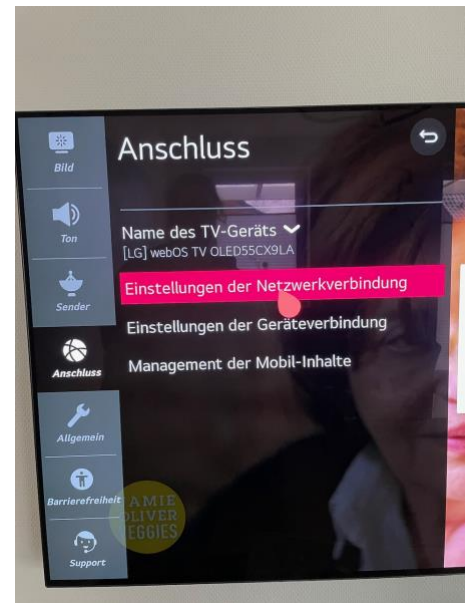 Anschluss
Bild
Ton
Sender
Anschluss
Allgemein
Barrierefreiheit
Support
Name des TV-Geräts
[LG] webOS TV OLED55CX9LA
Einstellungen der Netzwerkverbindung
Einstellungen der Geräteverbindung
Management der Mobil-Inhalte
AMIE
OLIVER
EGGIES